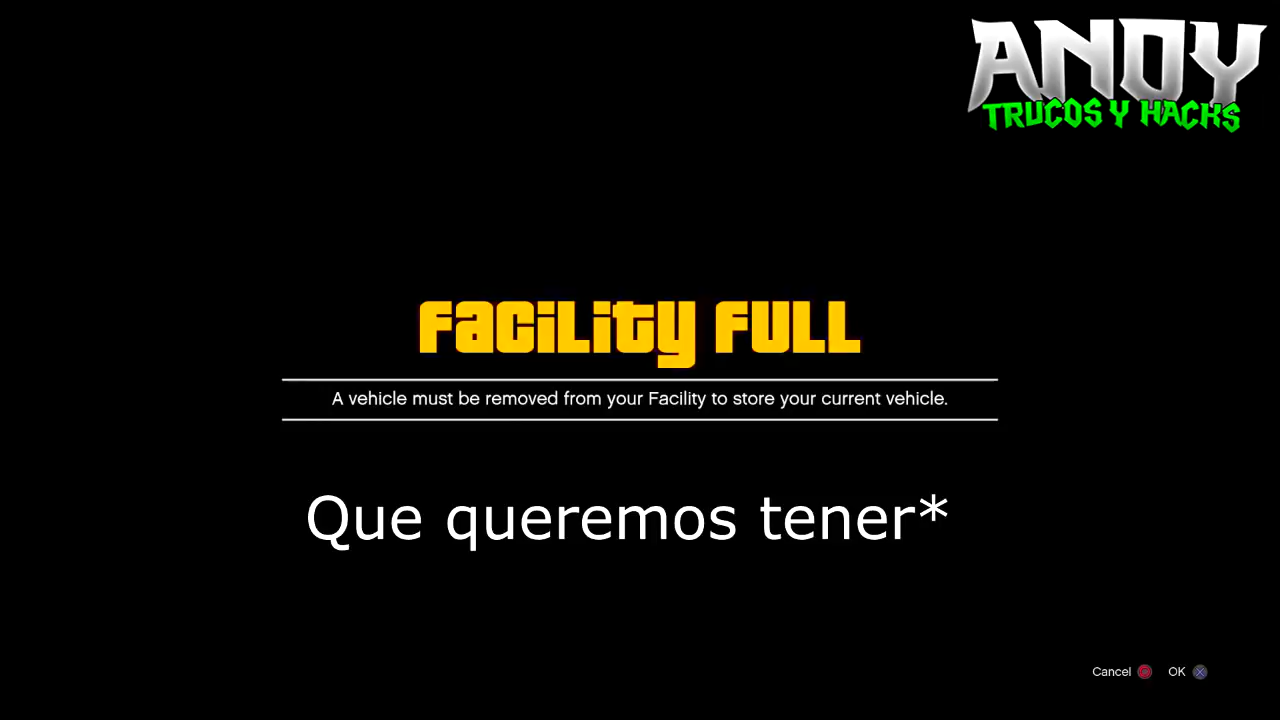 ANDY
TRUCOS Y HACKS
FaciLity FULL
A vehicle must be removed from your Facility to store your current vehicle.
Que queremos tener*
Cancel OK